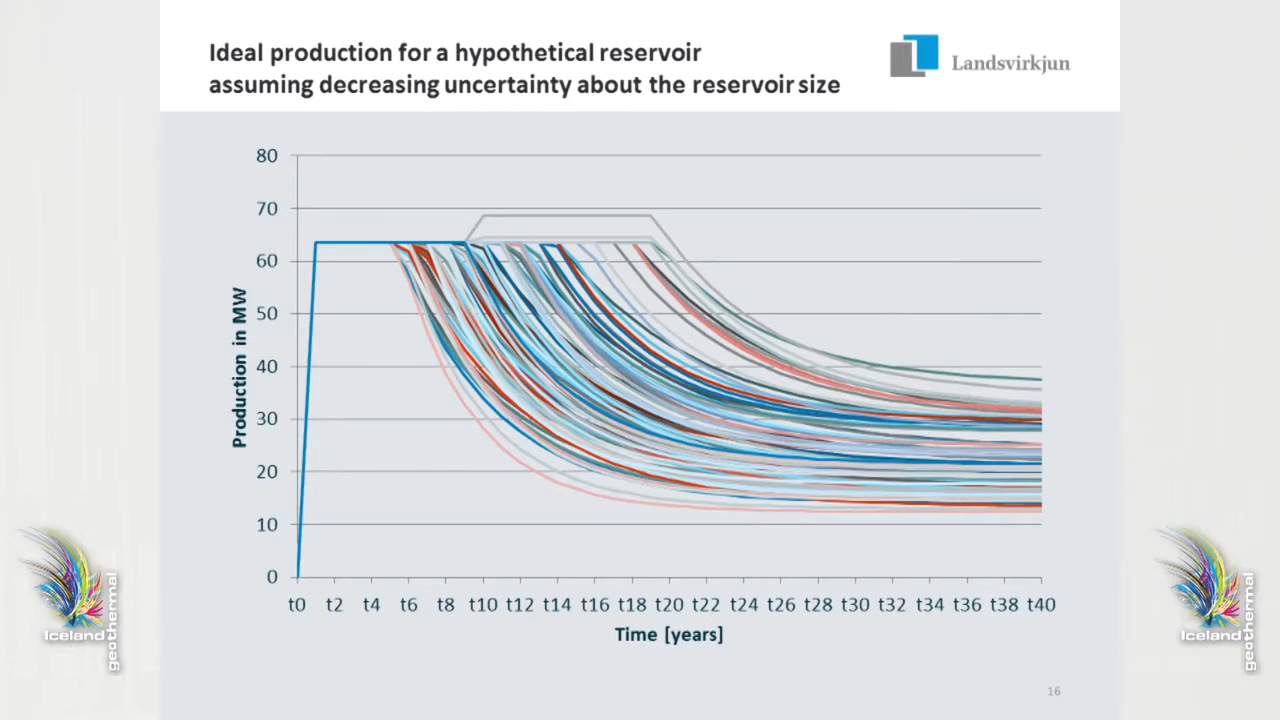 Ideal production for a hypothetical reservoir
assuming decreasing uncertainty about the reservoir size
Landsvirkjun
80
70
60
50
40
30
20
10
0
Production in MW
t0 t2 t4 t6 t8 t10 t12 t14 t16 t18 t20 t22 t24 t26 t28 t30 t32 t34 t36 t38 t40
Time [years]
Iceland
geothermal
Iceland
geothermal
16